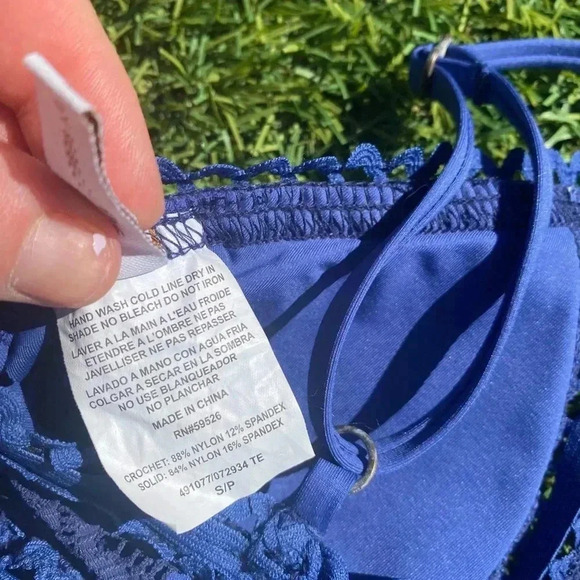 HAND WASH COLD LINE DRY IN
SHADE NO BLEACH DO NOT IRON
LAVER A LA MAIN A L'EAU FROIDE
ETENDRE A L'OMBRE NE PAS
JAVELLISER NE PAS REPASSER
LAVADO A MANO CON AGUA FRIA
COLGAR A SECAR EN LA SOMBRA
NO USE BLANQUEADOR
NO PLANCHAR
MADE IN CHINA
RN#59526
CROCHET: 88% NYLON 12% SPANDEX
SOLID: 84% NYLON 16% SPANDEX
491077/072934 TE
S/P